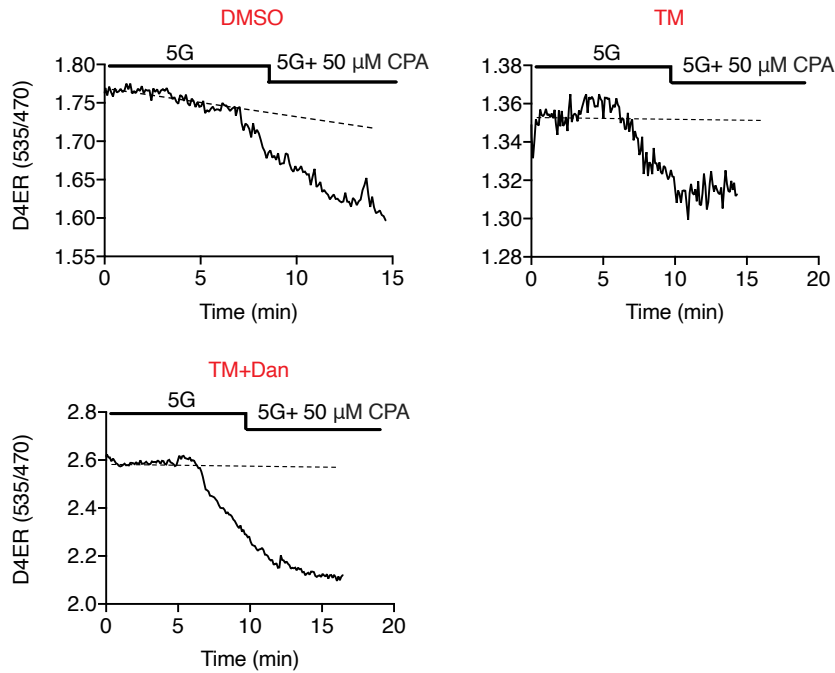 DMSO
5G
5G+ 50 µM CPA
1.80
1.75
1.70
1.65
1.60
1.55
D4ER (535/470)
0
5
10
15
Time (min)
TM
5G
5G+ 50 µM CPA
1.38
1.36
1.34
1.32
1.30
1.28
0
5
10
15
20
Time (min)
TM+Dan
5G
5G+ 50 µM CPA
2.8
2.6
2.4
2.2
2.0
D4ER (535/470)
0
5
10
15
20
Time (min)